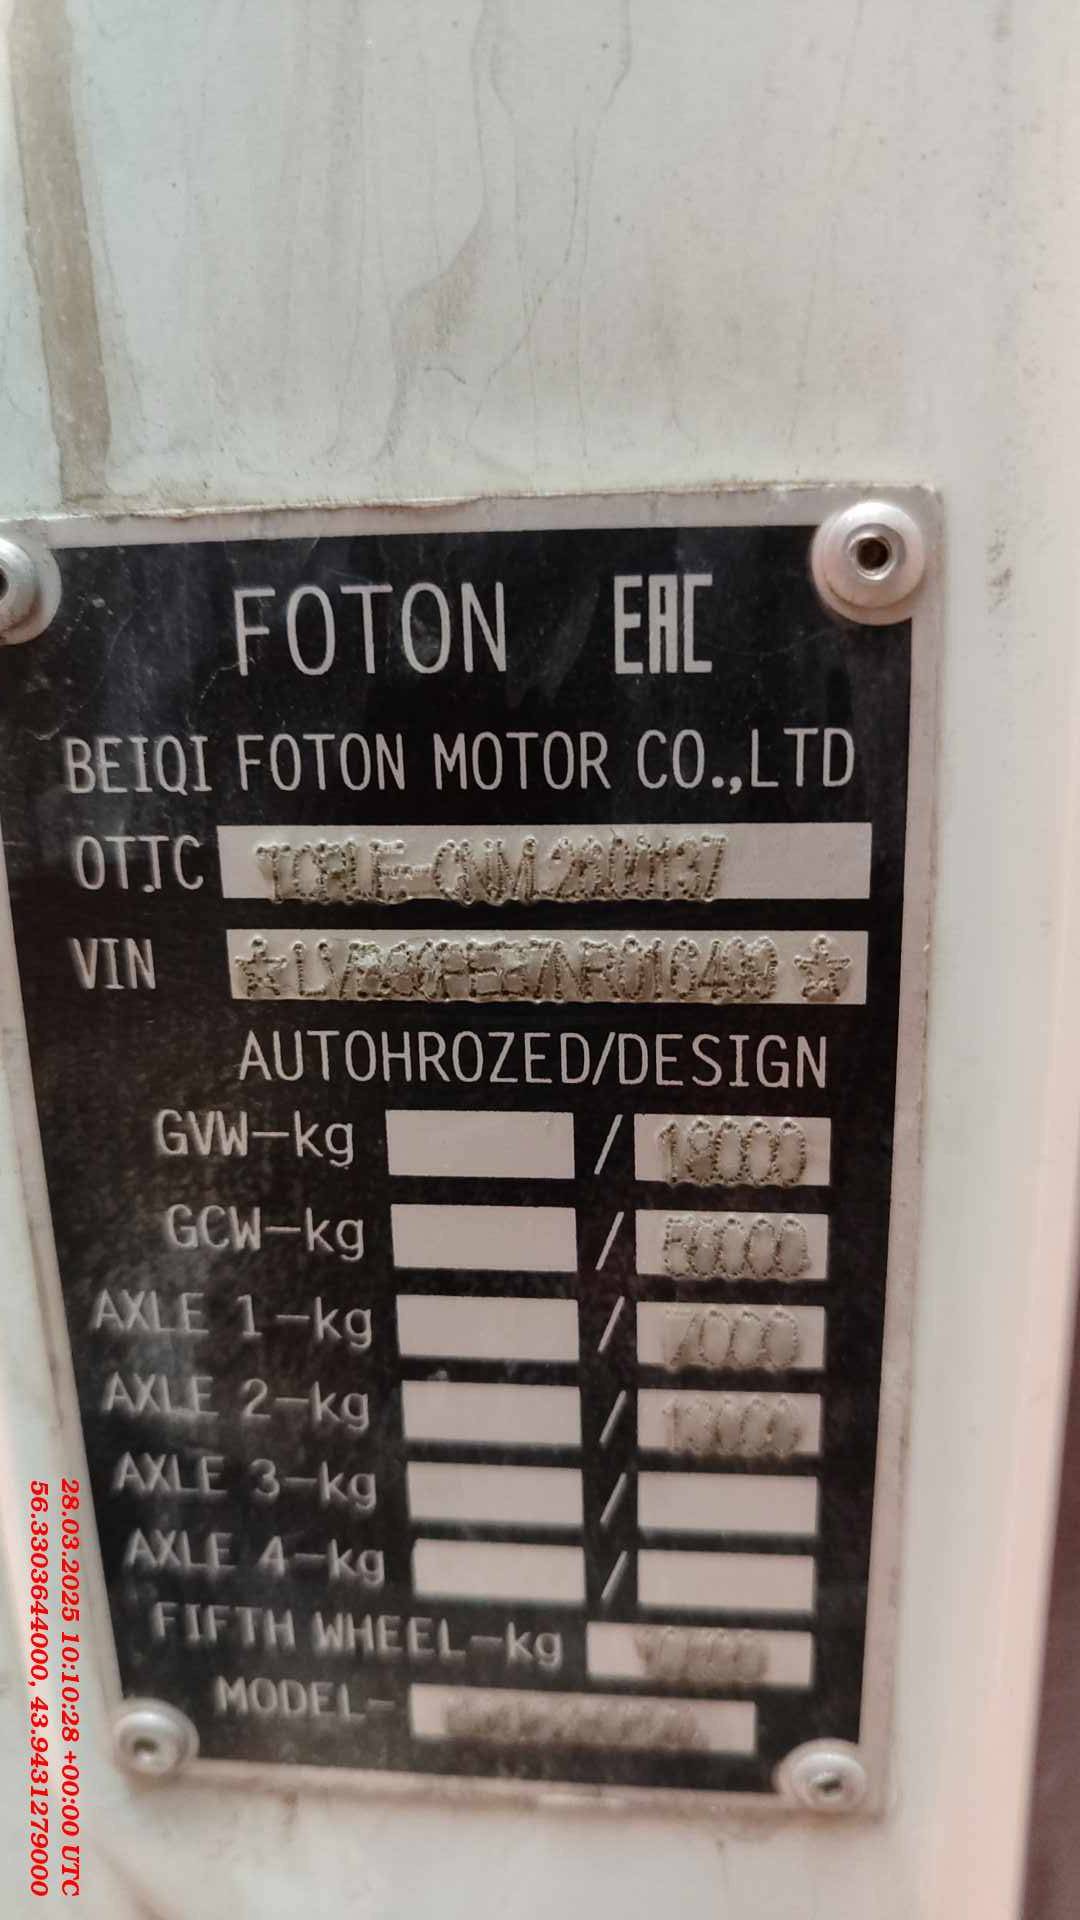 FOTON EAC
BEIQI FOTON MOTOR CO.,LTD
OTTC
VIN
AUTOHROZED/DESIGN
GVW-kg / 18000
GCW-kg /
AXLE 1-kg / 7000
AXLE 2-kg / 13000
AXLE 3-kg /
AXLE 4-kg /
FIFTH WHEEL-kg
MODEL-
28.03.2025 10:10:28 +00:00 UTC
56.3303644000, 43.9431279000